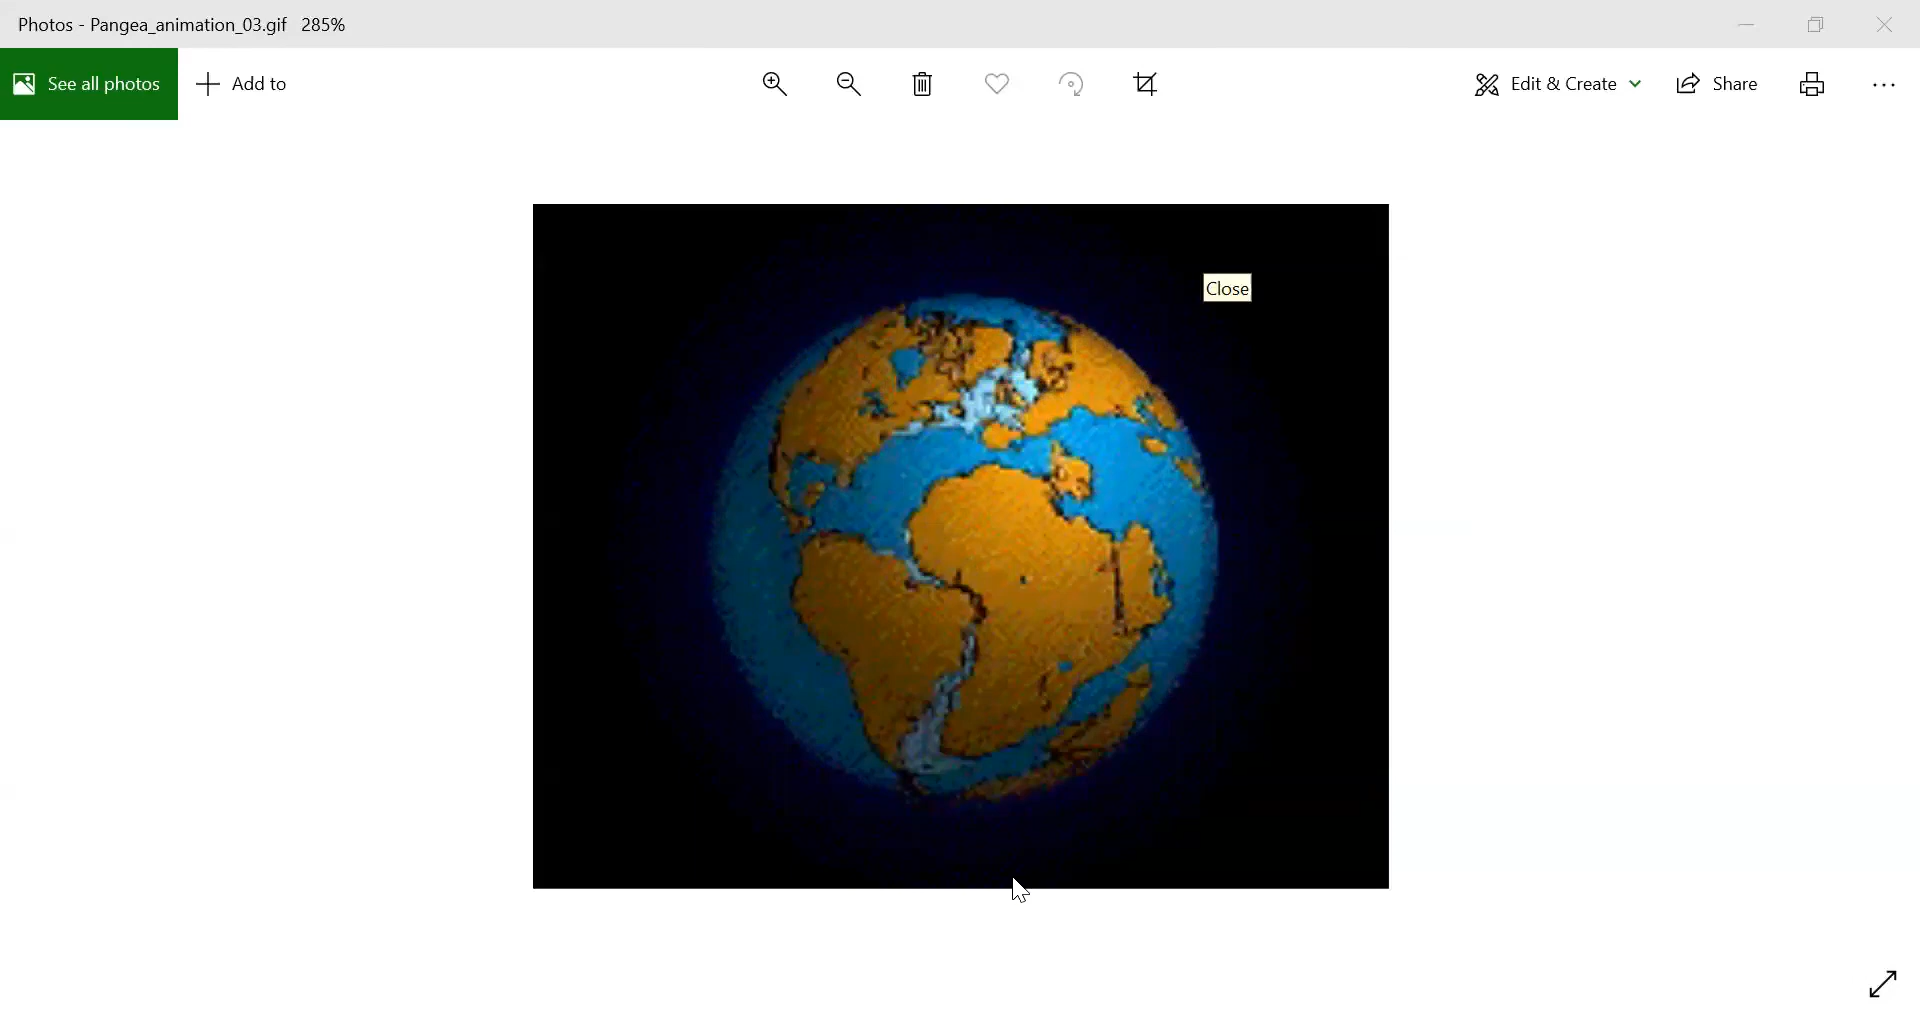 Photos - Pangea_animation_03.gif 285%
See all photos
Add to
Edit & Create
Share
Close